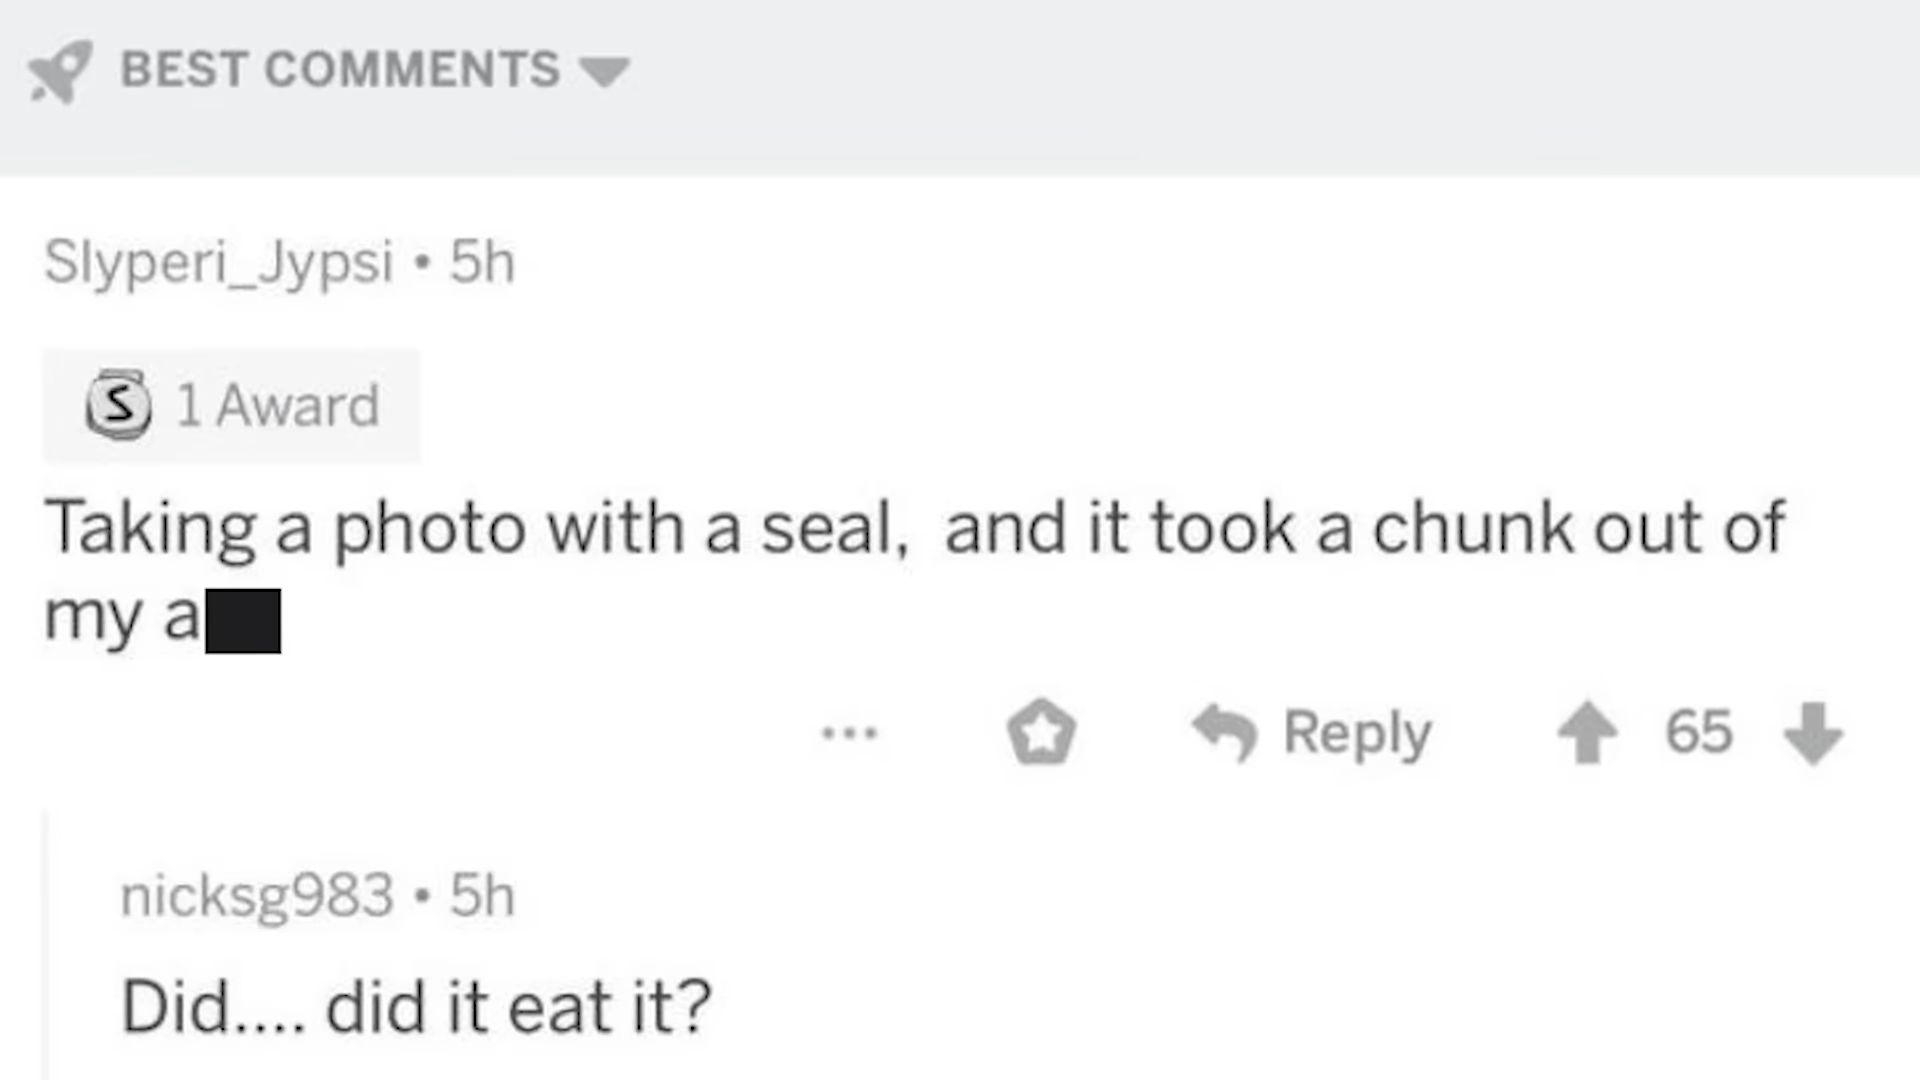 BEST COMMENTS
Slyperi_Jypsi • 5h
S 1 Award
Taking a photo with a seal, and it took a chunk out of
my a
... Reply 65
nicksg983 • 5h
Did.... did it eat it?